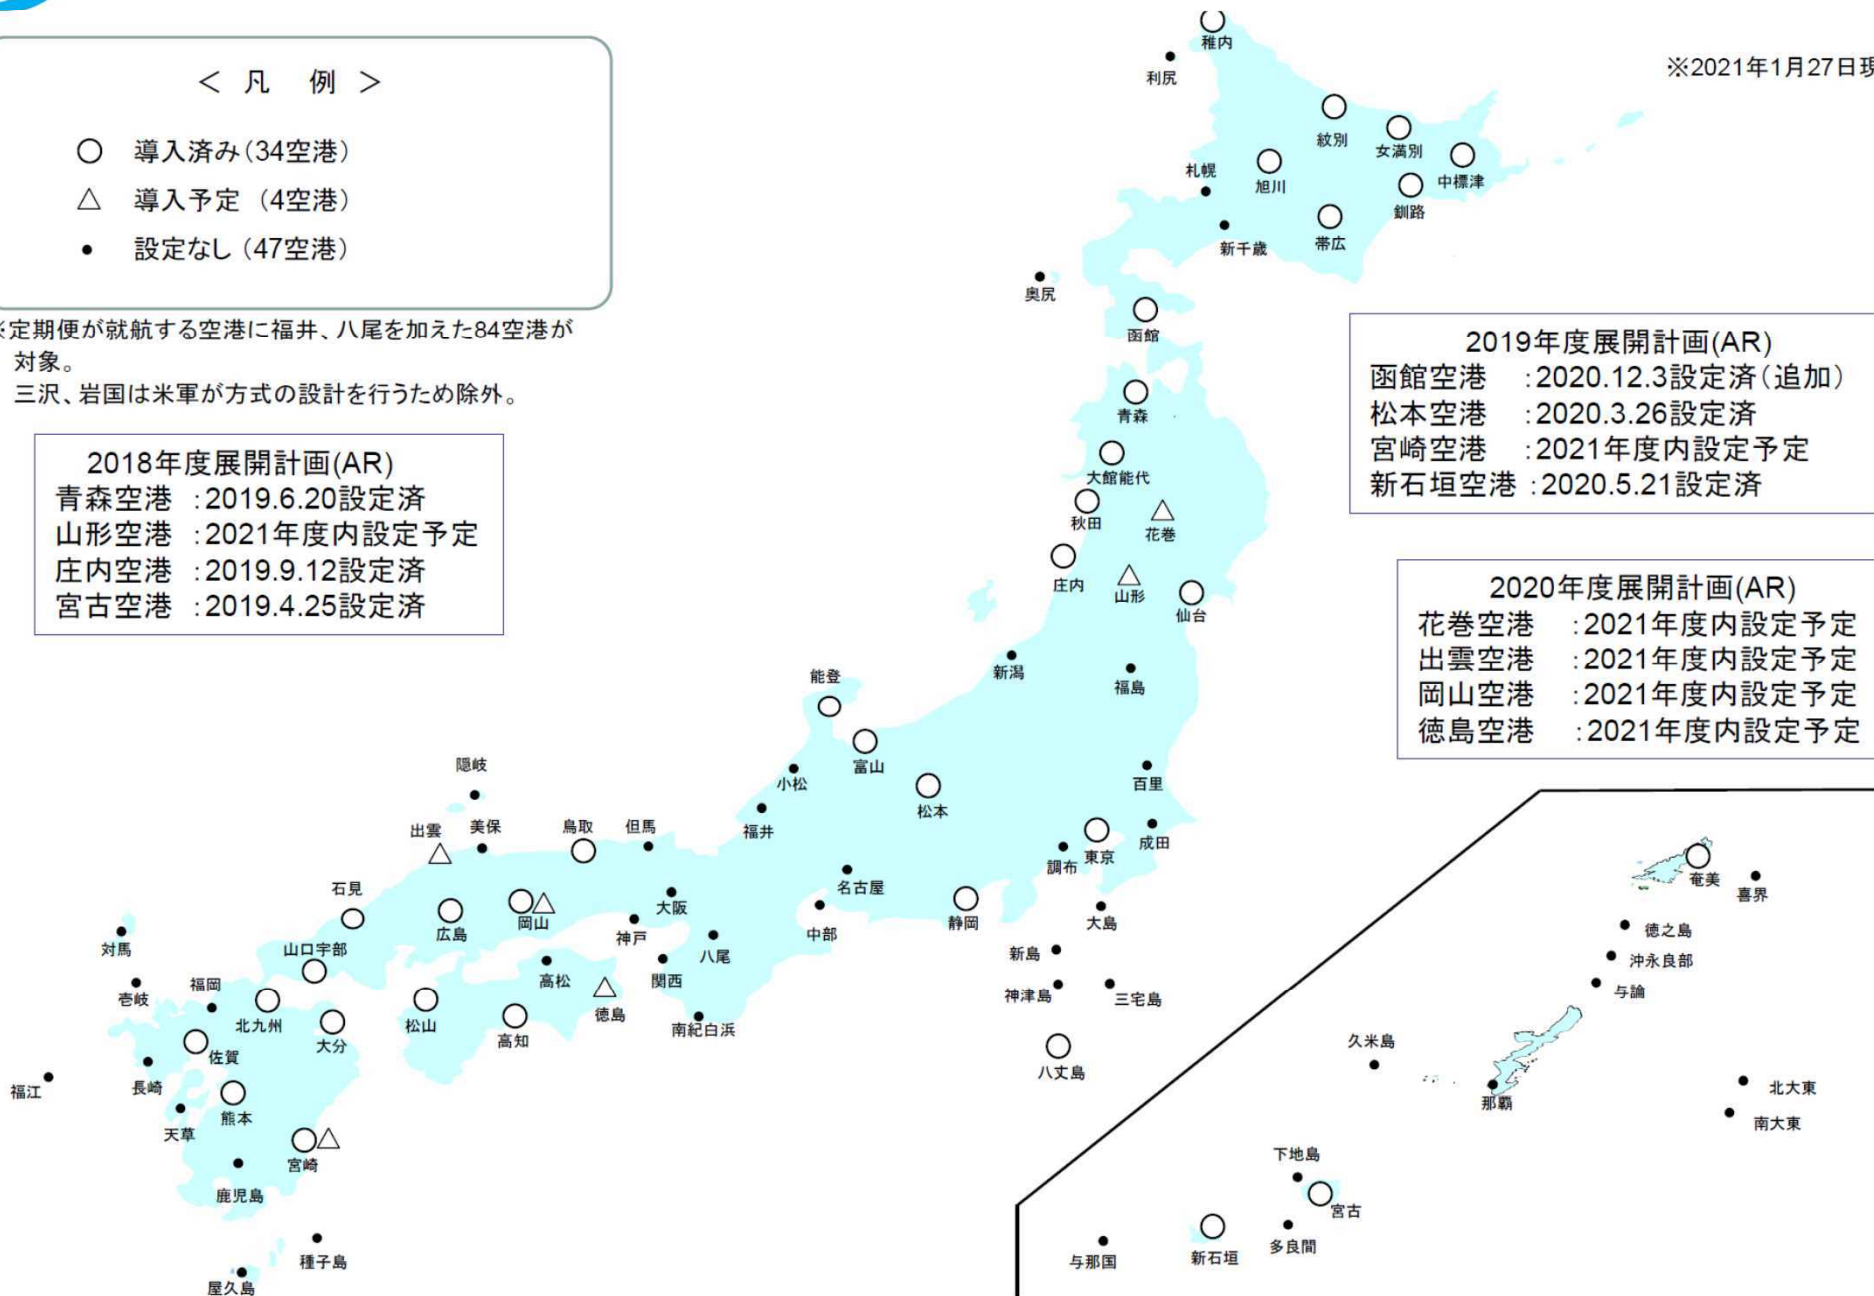 ＜ 凡 例 ＞
○ 導入済み(34空港)
△ 導入予定 (4空港)
● 設定なし(47空港)
※定期便が就航する空港に福井、八尾を加えた84空港が
対象。
三沢、岩国は米軍が方式の設計を行うため除外。
※2021年1月27日現
2018年度展開計画(AR)
青森空港 :2019.6.20設定済
山形空港 :2021年度内設定予定
庄内空港 :2019.9.12設定済
宮古空港 :2019.4.25設定済
2019年度展開計画(AR)
函館空港 :2020.12.3設定済(追加)
松本空港 :2020.3.26設定済
宮崎空港 :2021年度内設定予定
新石垣空港 :2020.5.21設定済
2020年度展開計画(AR)
花巻空港 :2021年度内設定予定
出雲空港 :2021年度内設定予定
岡山空港 :2021年度内設定予定
徳島空港 :2021年度内設定予定
稚内
利尻
紋別
女満別
中標津
札幌
旭川
釧路
帯広
新千歳
奥尻
函館
青森
大館能代
秋田
花巻
庄内
山形
仙台
新潟
福島
能登
富山
小松
松本
百里
福井
隠岐
出雲
美保
鳥取
但馬
調布
東京
成田
名古屋
石見
大阪
広島
岡山
神戸
中部
静岡
大島
八尾
対馬
山口宇部
新島
高松
関西
壱岐
福岡
神津島
三宅島
北九州
松山
高知
徳島
南紀白浜
大分
佐賀
八丈島
福江
長崎
熊本
天草
宮崎
鹿児島
種子島
屋久島
奄美
喜界
徳之島
沖永良部
与論
久米島
那覇
北大東
南大東
下地島
宮古
多良間
新石垣
与那国